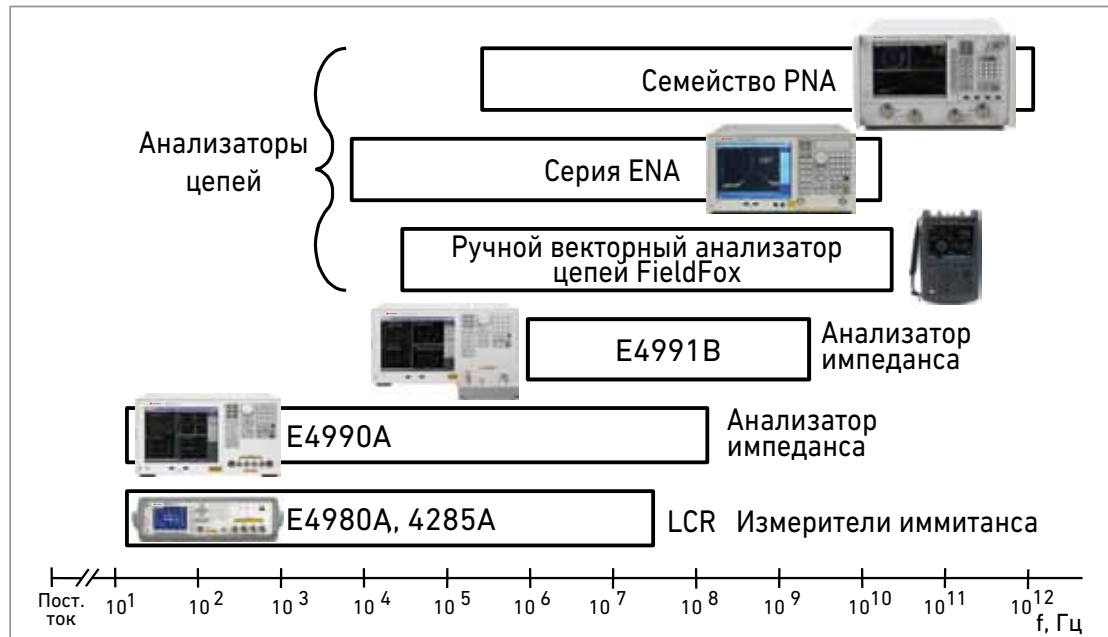 Семейство PNA
Анализаторы
цепей
Серия ENA
Ручной векторный анализатор
цепей FieldFox
E4991B
Анализатор
импеданса
E4990A
Анализатор
импеданса
E4980A, 4285A
LCR Измерители иммитанса
Пост.
ток
10¹ 10² 10³ 10⁴ 10⁵ 10⁶ 10⁷ 10⁸ 10⁹ 10¹⁰ 10¹¹ 10¹²
f, Гц